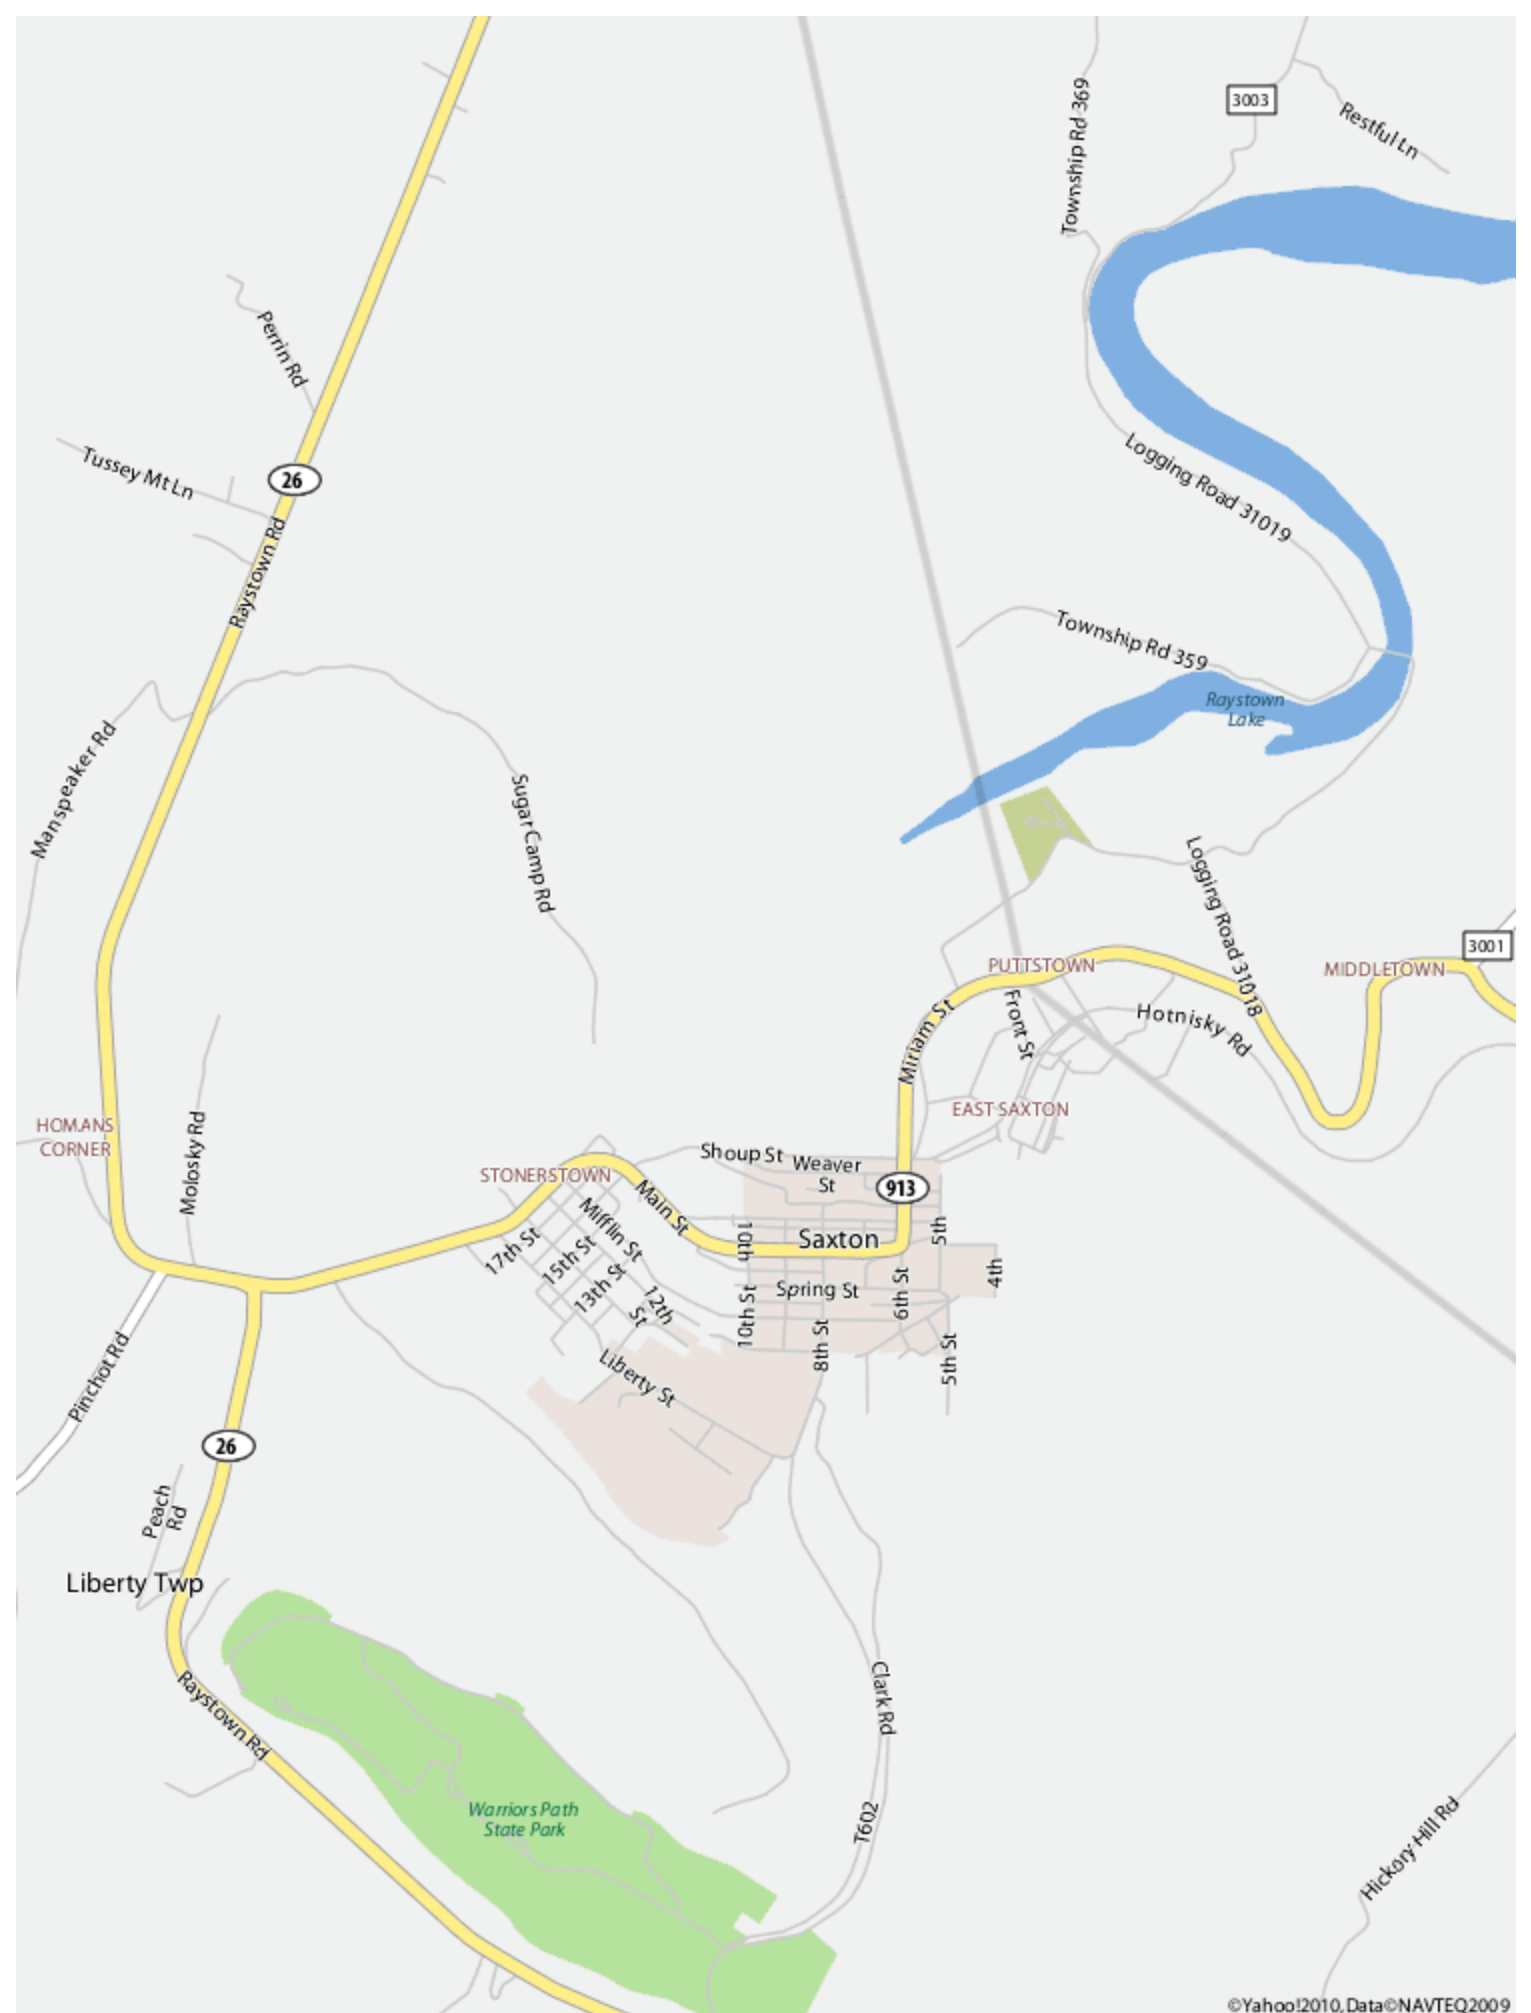 Township Rd 369
3003
Restful Ln
Perrin Rd
Tussey Mt Ln
26
Raystown Rd
Logging Road 31019
Township Rd 359
Raystown
Lake
Manspeaker Rd
Sugar Camp Rd
Logging Road 31018
3001
PUTTSTOWN
MIDDLETOWN
Miriam St
Front St
Hotnisky Rd
EAST SAXTON
HOMANS
CORNER
Molosky Rd
STONERSTOWN
Shoup St
Weaver
St
913
Main St
Mifflin St
17th St
15th St
13th St
12th
St
10th
Saxton
5th
4th
Spring St
10th St
6th St
8th St
5th St
Liberty St
Pinchot Rd
26
Peach
Rd
Liberty Twp
Raystown Rd
Clark Rd
Warriors Path
State Park
T602
Hickory Hill Rd
©Yahoo!2010, Data©NAVTEQ2009